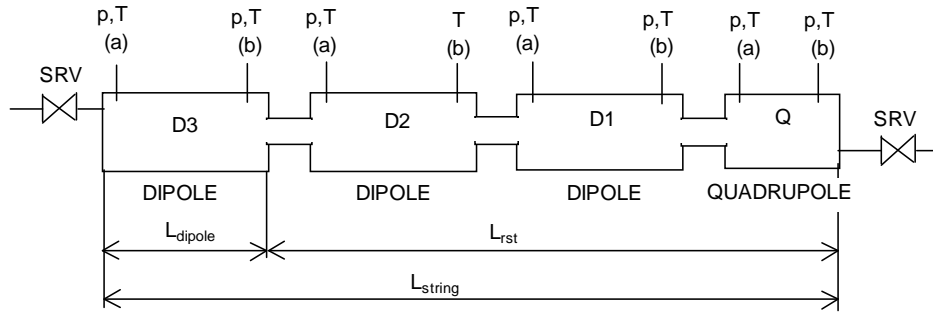 p,T p,T p,T T p,T p,T p,T p,T
(a) (b) (a) (b) (a) (b) (a) (b)
SRV
SRV
D3 D2 D1 Q
DIPOLE DIPOLE DIPOLE QUADRUPOLE
Ldipole Lrst
Lstring